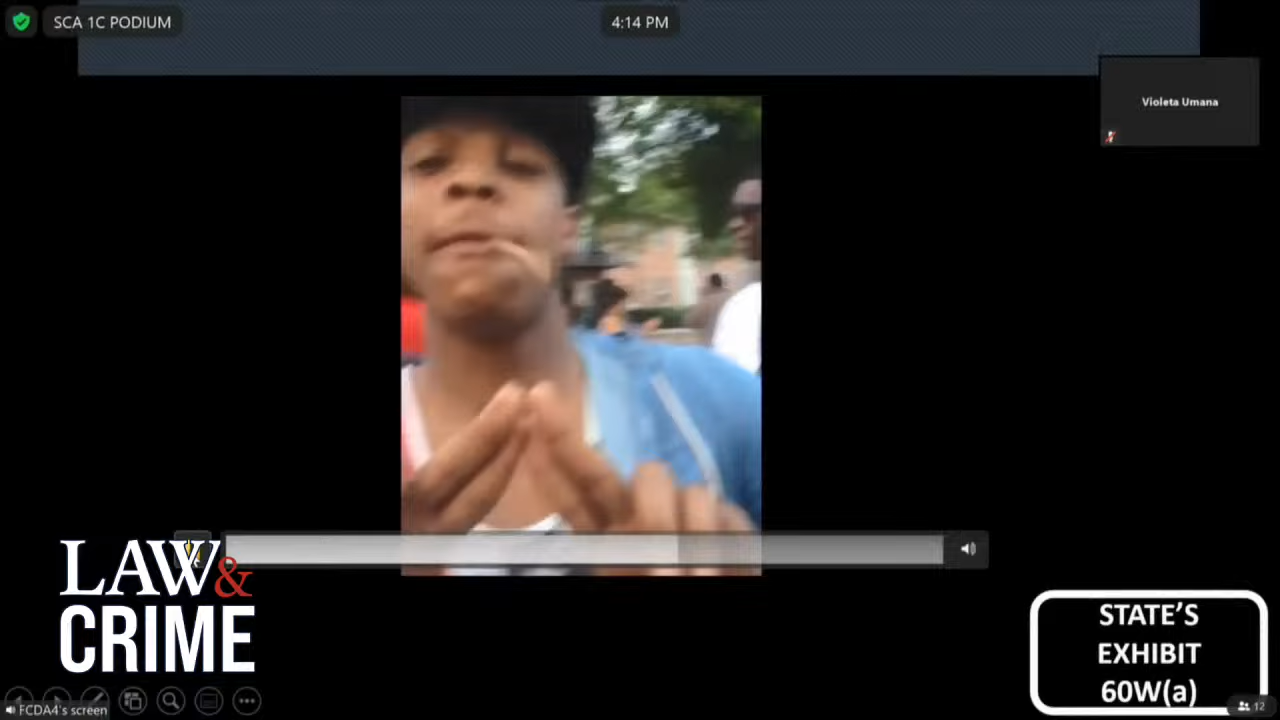 SCA 1C PODIUM
4:14 PM
Violeta Umana
LAW&
CRIME
STATE'S
EXHIBIT
60W(a)
FCDA4's screen
12